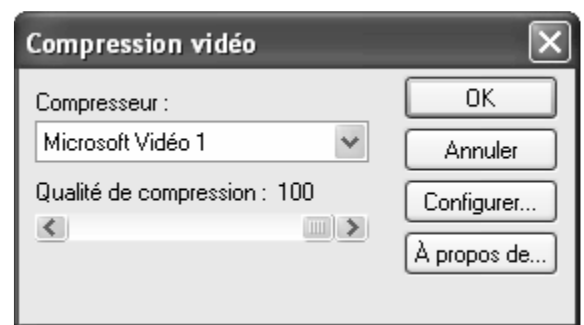 Compression vidéo
Compresseur :
Microsoft Vidéo 1
Qualité de compression : 100
OK
Annuler
Configurer...
À propos de...